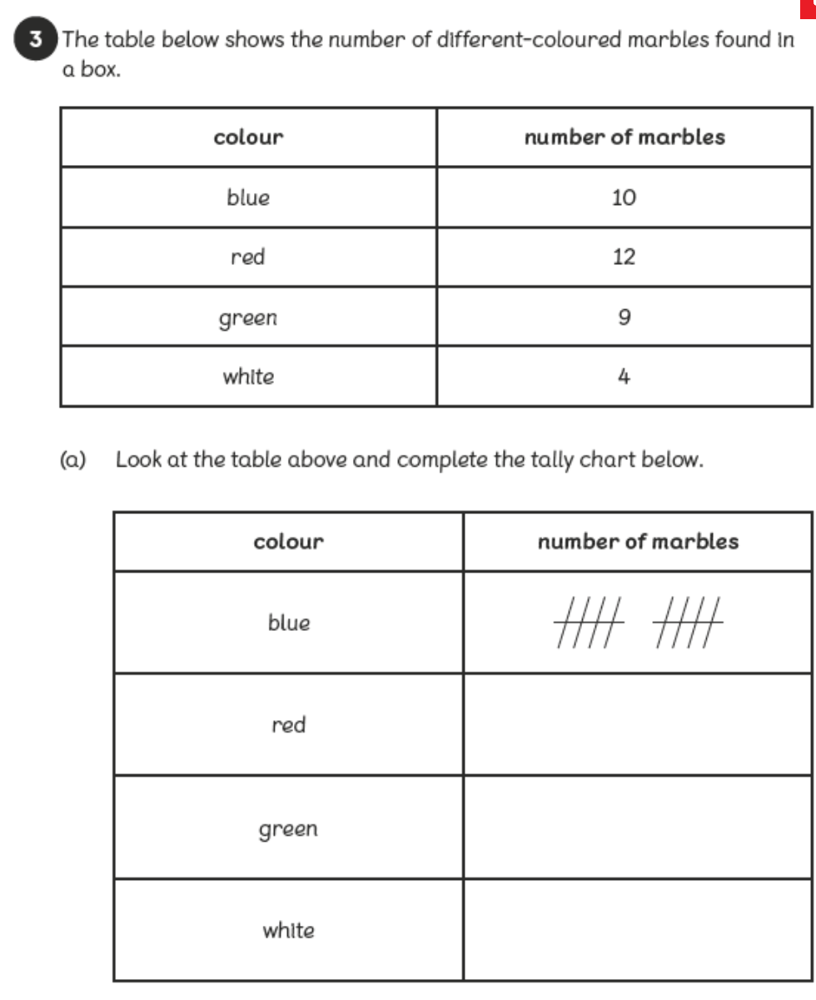 3 The table below shows the number of different-coloured marbles found in
a box.
colour number of marbles
blue 10
red 12
green 9
white 4
(a) Look at the table above and complete the tally chart below.
colour number of marbles
blue
red
green
white